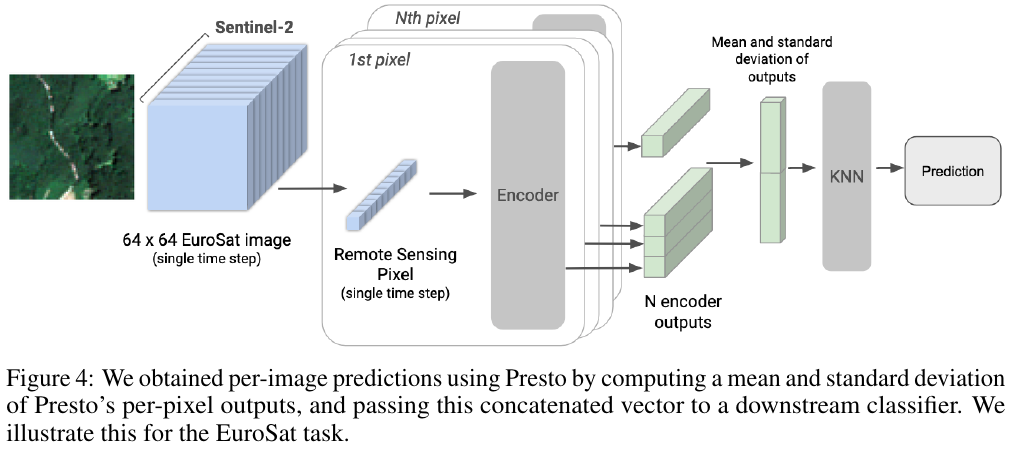 Sentinel-2
64 x 64 EuroSat image
(single time step)
Nth pixel
1st pixel
Remote Sensing
Pixel
(single time step)
Encoder
N encoder
outputs
Mean and standard
deviation of
outputs
KNN
Prediction
Figure 4: We obtained per-image predictions using Presto by computing a mean and standard deviation
of Presto's per-pixel outputs, and passing this concatenated vector to a downstream classifier. We
illustrate this for the EuroSat task.